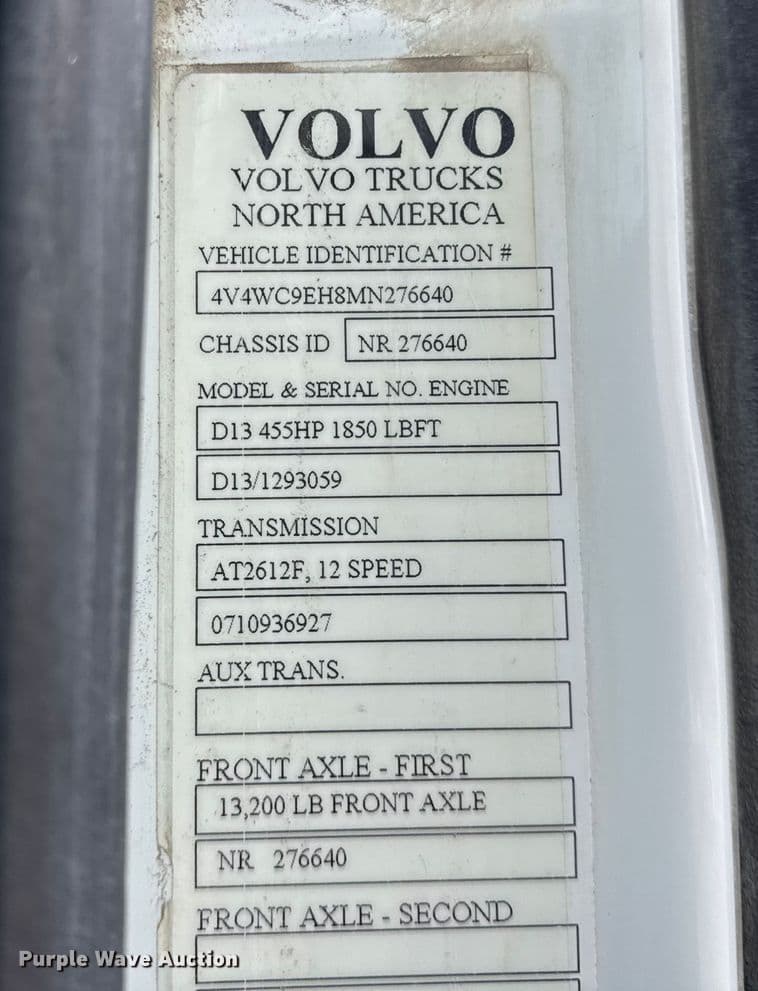 VOLVO
VOLVO TRUCKS
NORTH AMERICA
VEHICLE IDENTIFICATION #
4V4WC9EH8MN276640
CHASSIS ID NR 276640
MODEL & SERIAL NO. ENGINE
D13 455HP 1850 LBFT
D13/1293059
TRANSMISSION
AT2612F, 12 SPEED
0710936927
AUX TRANS.
FRONT AXLE - FIRST
13,200 LB FRONT AXLE
NR 276640
FRONT AXLE - SECOND
Purple Wave Auction